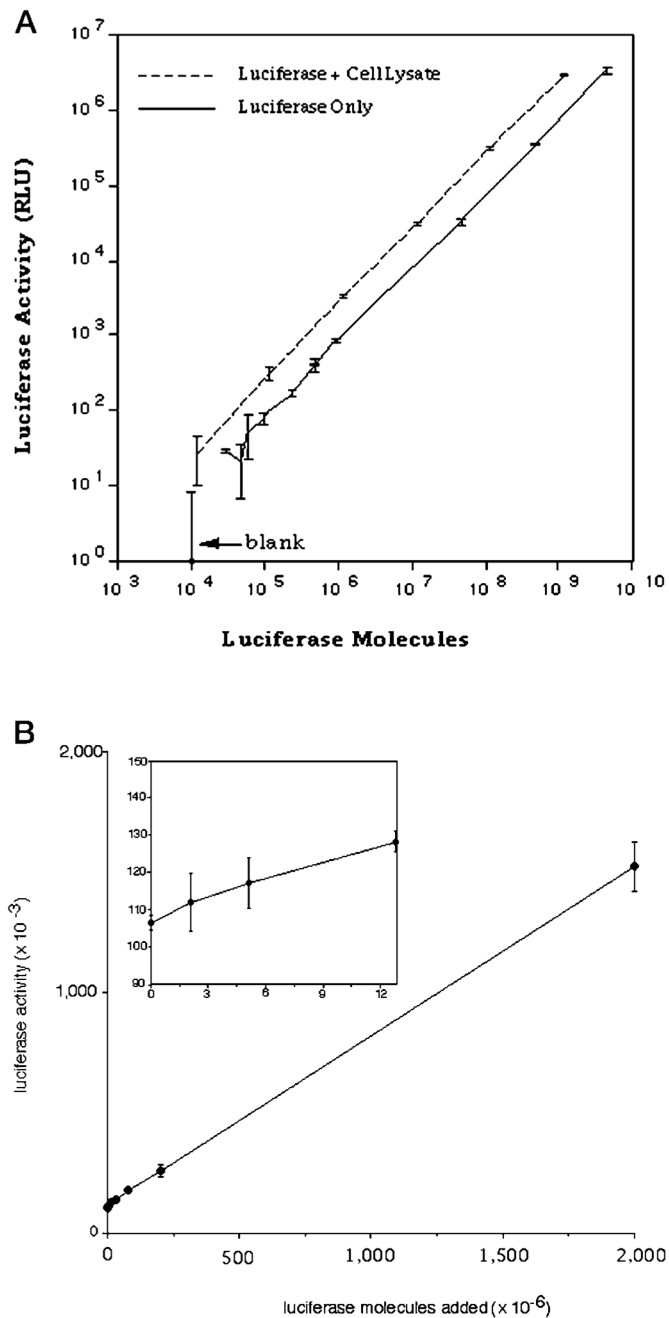 A
Luciferase Activity (RLU)
10 7
10 6
10 5
10 4
10 3
10 2
10 1
10 0
Luciferase + Cell Lysate
Luciferase Only
blank
10 3
10 4
10 5
10 6
10 7
10 8
10 9
10 10
Luciferase Molecules
B
luciferase activity (x 10 -3)
2,000
1,000
0
150
140
130
120
110
100
90
0 3 6 9 12
0 500 1,000 1,500 2,000
luciferase molecules added (x 10-6)